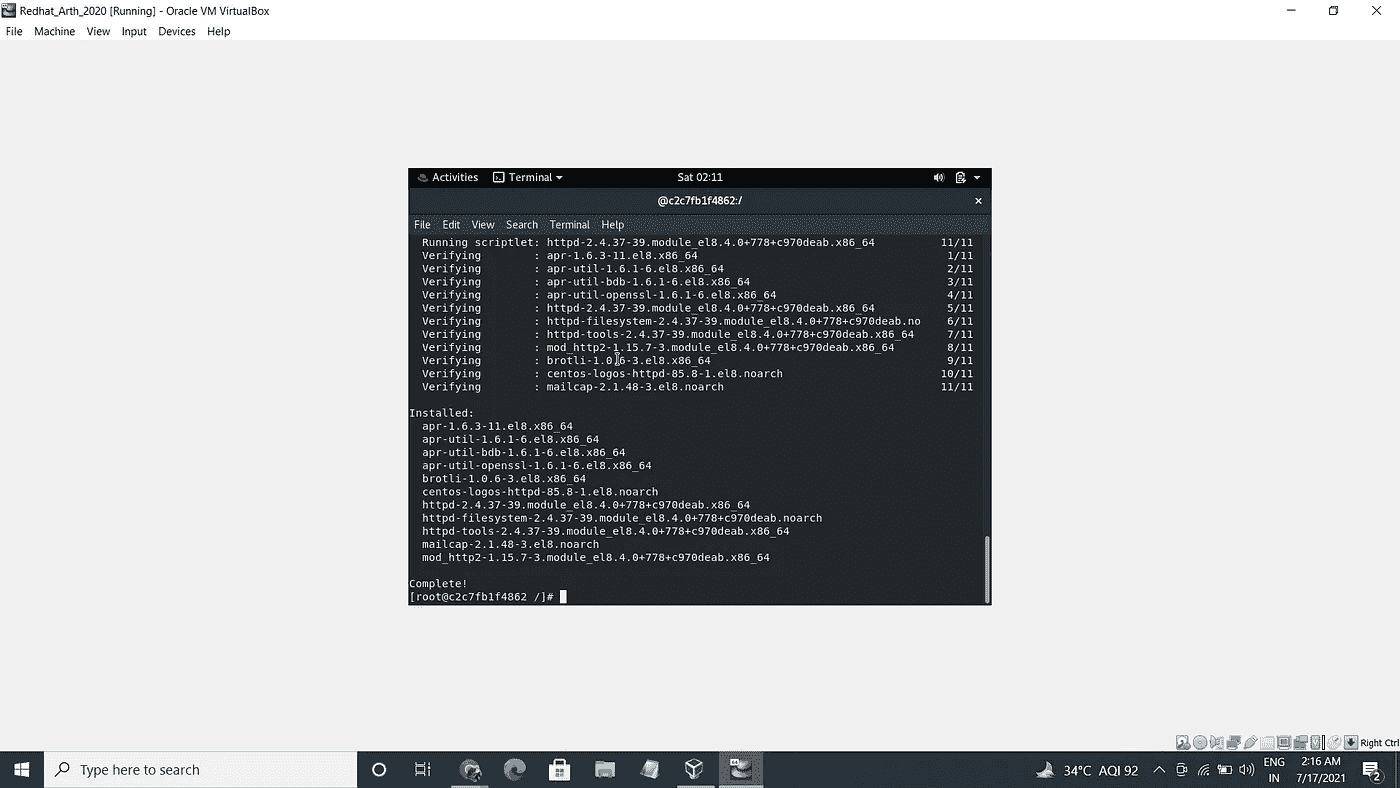 Redhat_Arth_2020 [Running] - Oracle VM VirtualBox
File Machine View Input Devices Help
Activities Terminal Sat 02:11
@c2c7fb1f4862:/
File Edit View Search Terminal Help
Running scriptlet: httpd-2.4.37-39.module_el8.4.0+778+c970deab.x86_64 11/11
Verifying : apr-1.6.3-11.el8.x86_64 1/11
Verifying : apr-util-1.6.1-6.el8.x86_64 2/11
Verifying : apr-util-bdb-1.6.1-6.el8.x86_64 3/11
Verifying : apr-util-openssl-1.6.1-6.el8.x86_64 4/11
Verifying : httpd-2.4.37-39.module_el8.4.0+778+c970deab.x86_64 5/11
Verifying : httpd-filesystem-2.4.37-39.module_el8.4.0+778+c970deab.no 6/11
Verifying : httpd-tools-2.4.37-39.module_el8.4.0+778+c970deab.x86_64 7/11
Verifying : mod_http2-1.15.7-3.module_el8.4.0+778+c970deab.x86_64 8/11
Verifying : brotli-1.0.6-3.el8.x86_64 9/11
Verifying : centos-logos-httpd-85.8-1.el8.noarch 10/11
Verifying : mailcap-2.1.48-3.el8.noarch 11/11
Installed:
apr-1.6.3-11.el8.x86_64
apr-util-1.6.1-6.el8.x86_64
apr-util-bdb-1.6.1-6.el8.x86_64
apr-util-openssl-1.6.1-6.el8.x86_64
brotli-1.0.6-3.el8.x86_64
centos-logos-httpd-85.8-1.el8.noarch
httpd-2.4.37-39.module_el8.4.0+778+c970deab.x86_64
httpd-filesystem-2.4.37-39.module_el8.4.0+778+c970deab.noarch
httpd-tools-2.4.37-39.module_el8.4.0+778+c970deab.x86_64
mailcap-2.1.48-3.el8.noarch
mod_http2-1.15.7-3.module_el8.4.0+778+c970deab.x86_64
Complete!
[root@c2c7fb1f4862 /]#
Right Ctrl
Type here to search
34°C AQI 92
ENG
IN
2:16 AM
7/17/2021
2